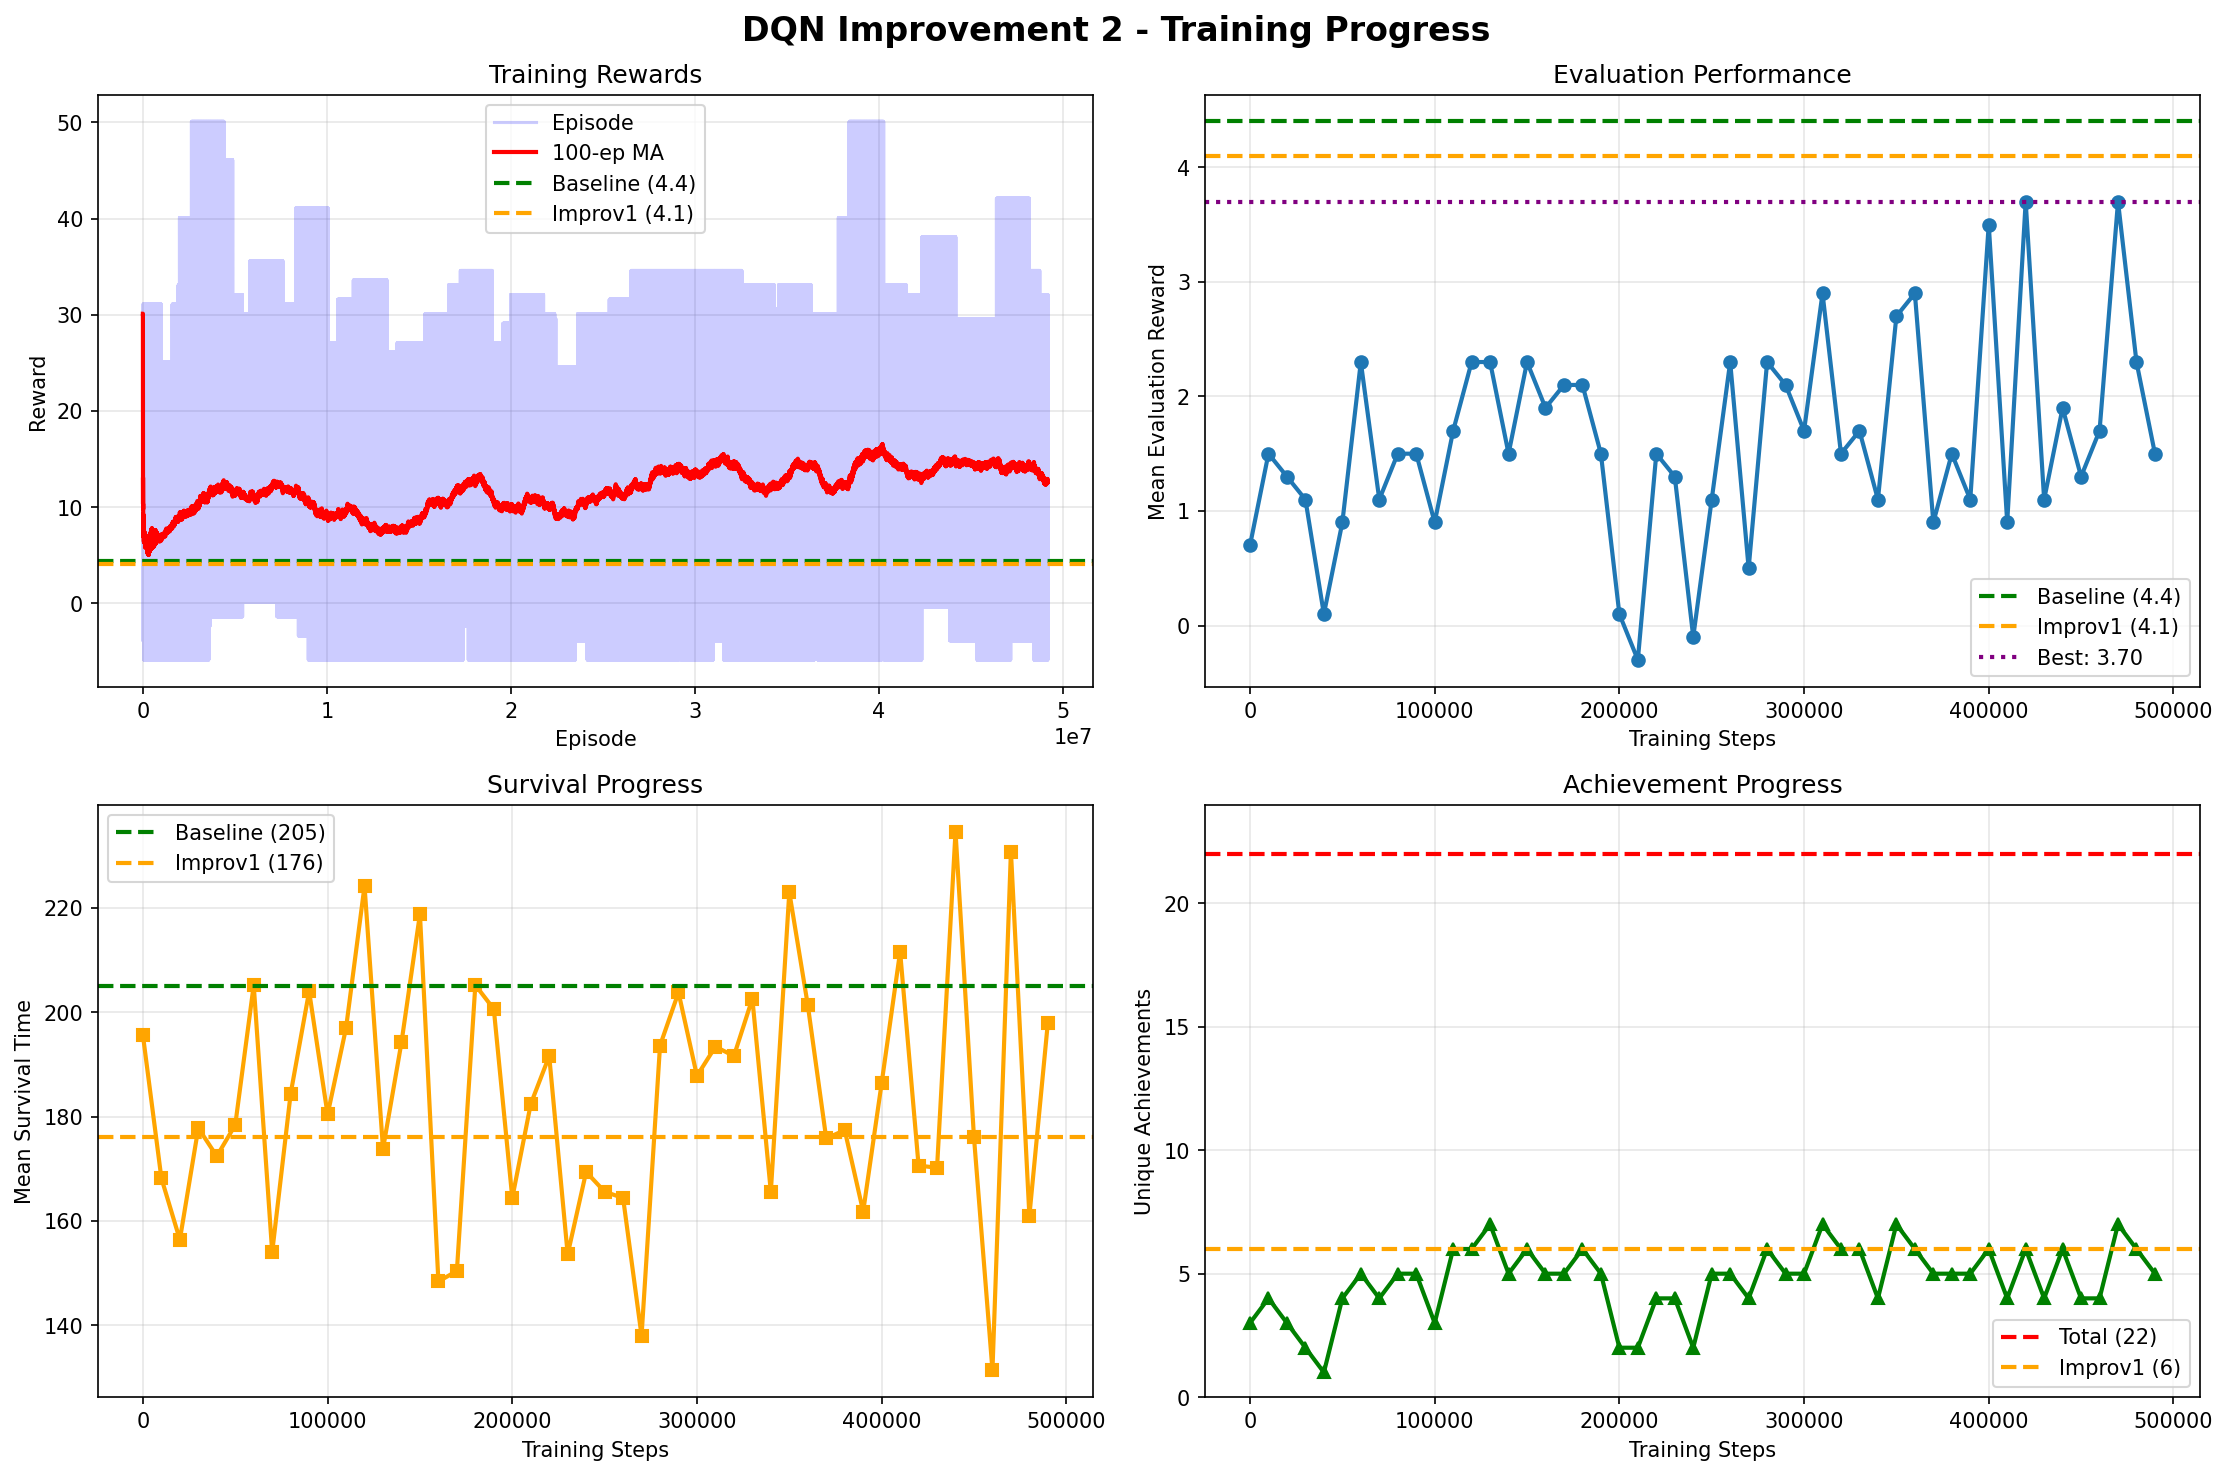 DQN Improvement 2 - Training Progress
Training Rewards
Reward
50
40
30
20
10
0
Episode
100-ep MA
Baseline (4.4)
Improv1 (4.1)
0
1
2
3
4
5
1e7
Episode
Evaluation Performance
Mean Evaluation Reward
4
3
2
1
0
Baseline (4.4)
Improv1 (4.1)
Best: 3.70
0
100000
200000
300000
400000
500000
Training Steps
Survival Progress
Mean Survival Time
220
200
180
160
140
Baseline (205)
Improv1 (176)
0
100000
200000
300000
400000
500000
Training Steps
Achievement Progress
Unique Achievements
20
15
10
5
0
Total (22)
Improv1 (6)
0
100000
200000
300000
400000
500000
Training Steps